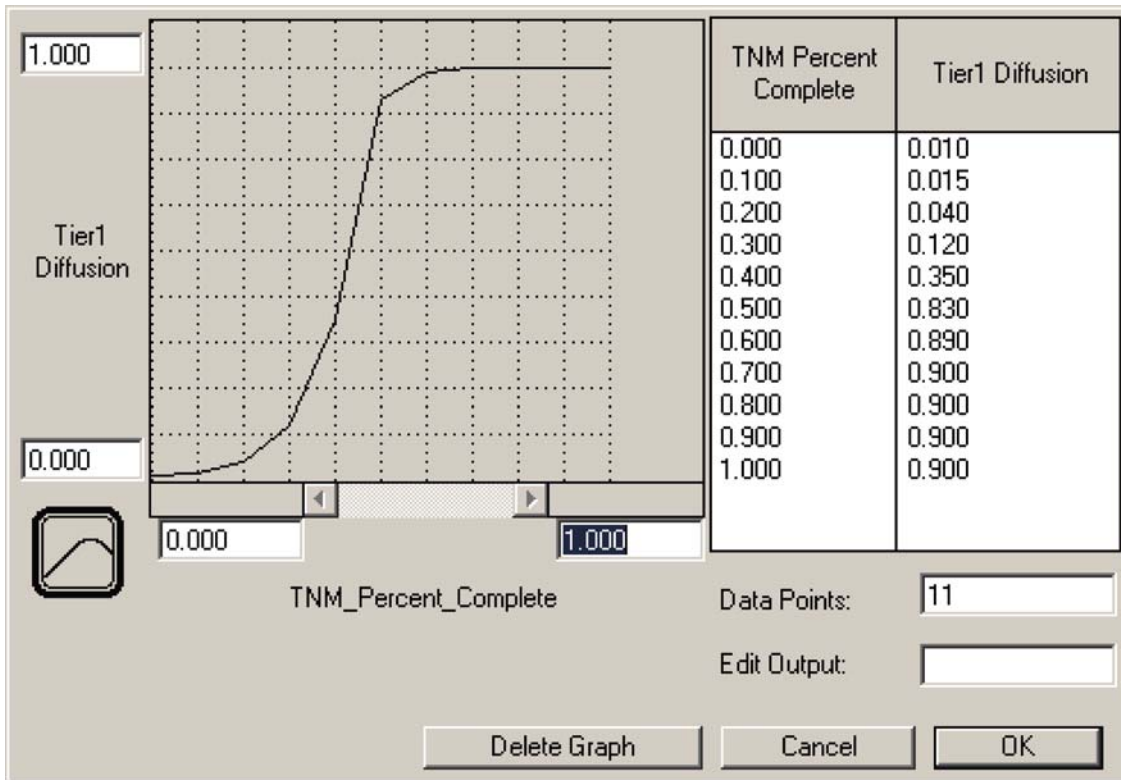 1.000
Tier1
Diffusion
0.000
0.000
1.000
TNM_Percent_Complete
TNM Percent
Complete
Tier1 Diffusion
0.000 0.010
0.100 0.015
0.200 0.040
0.300 0.120
0.400 0.350
0.500 0.830
0.600 0.890
0.700 0.900
0.800 0.900
0.900 0.900
1.000 0.900
Data Points: 11
Edit Output:
Delete Graph Cancel OK